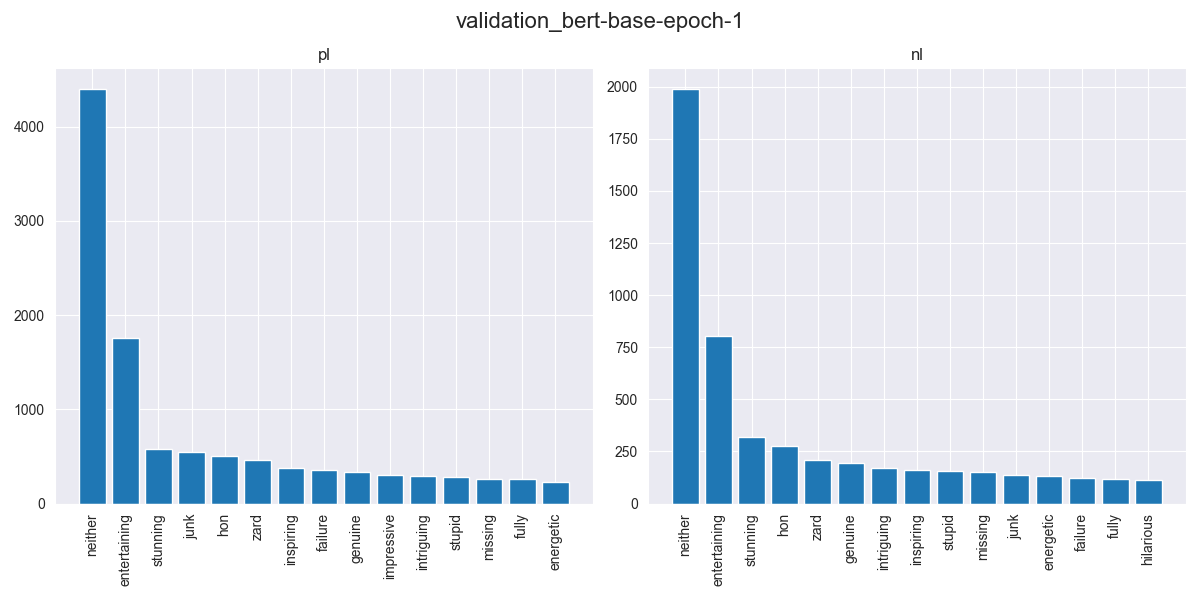 validation_bert-base-epoch-1
pl
nl
4000
3000
2000
1000
0
2000
1750
1500
1250
1000
750
500
250
0
neither
entertaining
stunning
junk
hon
zard
inspiring
failure
genuine
impressive
intriguing
stupid
missing
fully
energetic
neither
entertaining
stunning
hon
zard
genuine
intriguing
inspiring
stupid
missing
junk
energetic
failure
fully
hilarious